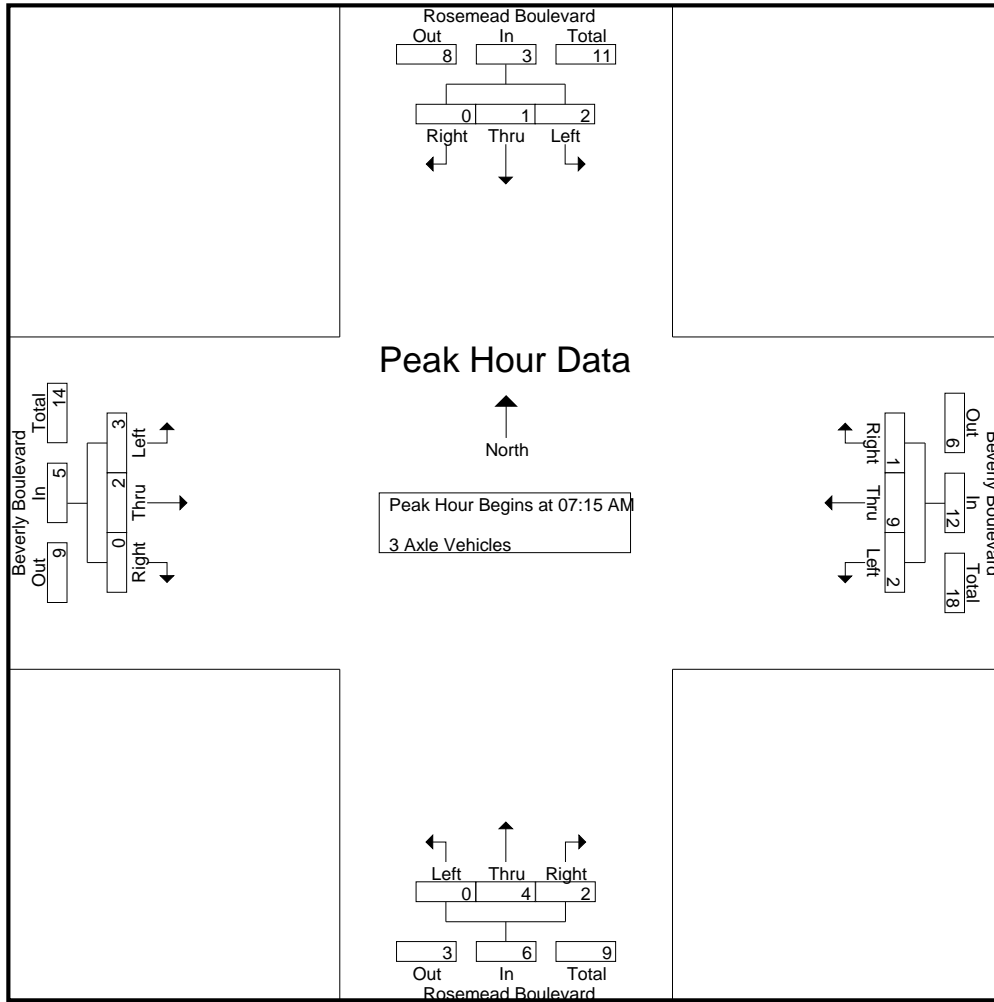 Rosemead Boulevard
Out In Total
8 3 11
0 1 2
Right Thru Left
Peak Hour Data
North
Peak Hour Begins at 07:15 AM
3 Axle Vehicles
Beverly Boulevard
Total In Out
14 5 9
3 2 0
Left Thru Right
Beverly Boulevard
Out In Total
6 12 18
1 9 2
Right Thru Left
Left Thru Right
0 4 2
3 6 9
Out In Total
Rosemead Boulevard